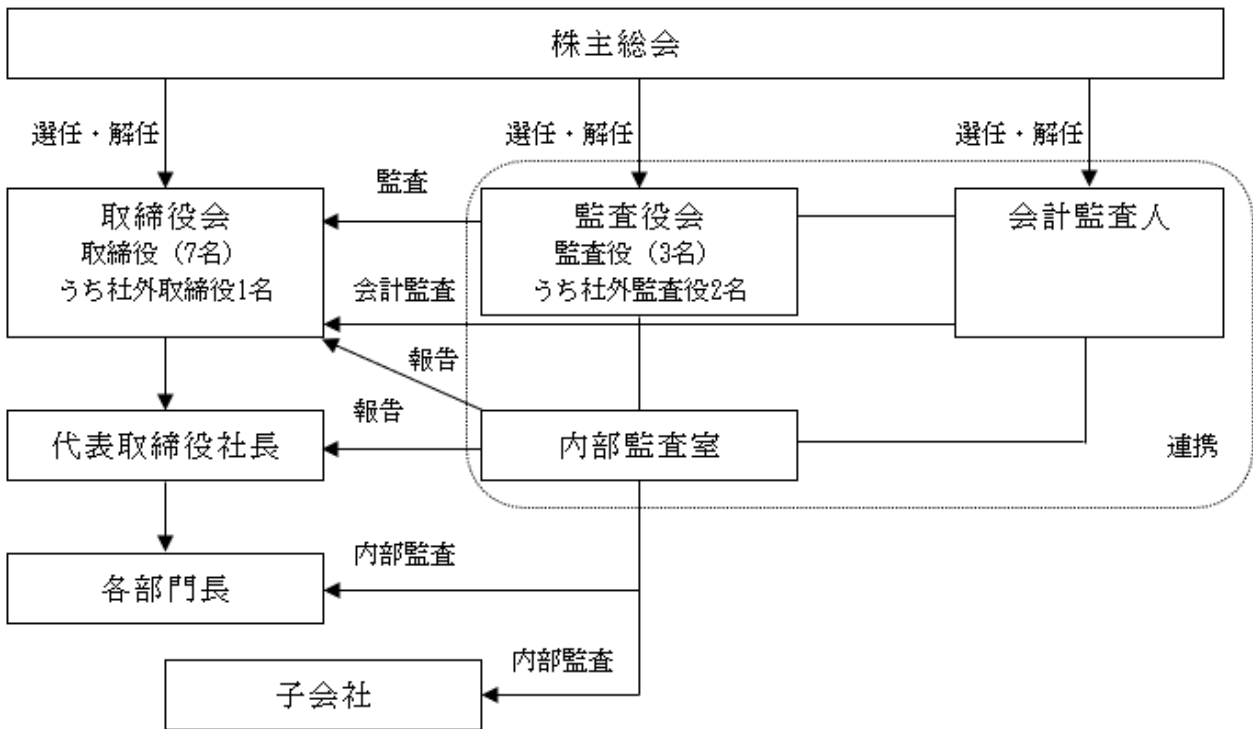 株主総会
選任・解任
選任・解任
選任・解任
監査
取締役会
取締役（7名）
うち社外取締役1名
監査役会
監査役（3名）
うち社外監査役2名
会計監査人
会計監査
報告
報告
代表取締役社長
内部監査室
連携
内部監査
各部門長
内部監査
子会社